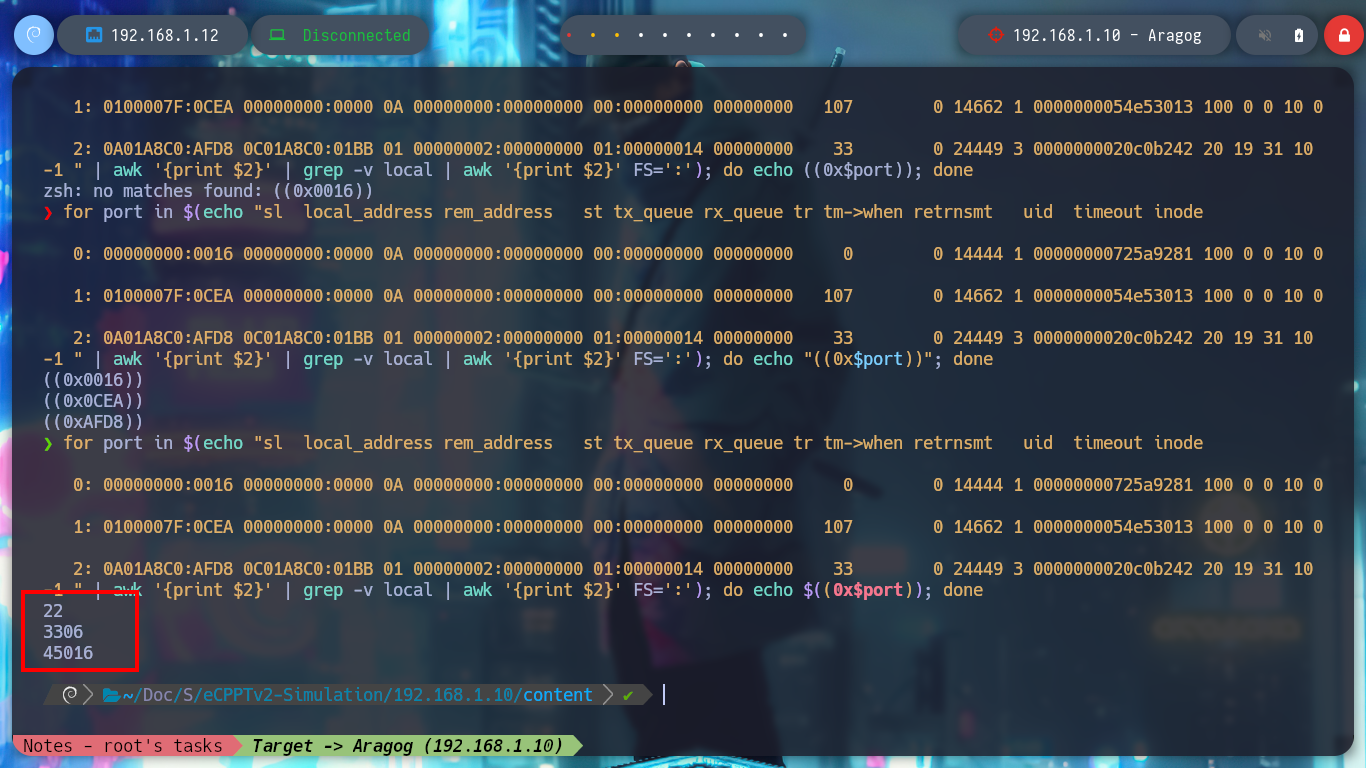 192.168.1.12 Disconnected 192.168.1.10 - Aragog
1: 0100007F:0CEA 00000000:0000 0A 00000000:00000000 00:00000000 00000000   107        0 14662 1 0000000054e53013 100 0 0 10 0
2: 0A01A8C0:AFD8 0C01A8C0:01BB 01 00000002:00000000 01:00000014 00000000    33        0 24449 3 0000000020c0b242 20 19 31 10
-1 " | awk '{print $2}' | grep -v local | awk '{print $2}' FS=':'); do echo ((0x$port)); done
zsh: no matches found: ((0x0016))
❯ for port in $(echo "sl  local_address rem_address   st tx_queue rx_queue tr tm->when retrnsmt   uid  timeout inode
0: 00000000:0016 00000000:0000 0A 00000000:00000000 00:00000000 00000000     0        0 14444 1 00000000725a9281 100 0 0 10 0
1: 0100007F:0CEA 00000000:0000 0A 00000000:00000000 00:00000000 00000000   107        0 14662 1 0000000054e53013 100 0 0 10 0
2: 0A01A8C0:AFD8 0C01A8C0:01BB 01 00000002:00000000 01:00000014 00000000    33        0 24449 3 0000000020c0b242 20 19 31 10
-1 " | awk '{print $2}' | grep -v local | awk '{print $2}' FS=':'); do echo "((0x$port))"; done
((0x0016))
((0x0CEA))
((0xAFD8))
❯ for port in $(echo "sl  local_address rem_address   st tx_queue rx_queue tr tm->when retrnsmt   uid  timeout inode
0: 00000000:0016 00000000:0000 0A 00000000:00000000 00:00000000 00000000     0        0 14444 1 00000000725a9281 100 0 0 10 0
1: 0100007F:0CEA 00000000:0000 0A 00000000:00000000 00:00000000 00000000   107        0 14662 1 0000000054e53013 100 0 0 10 0
2: 0A01A8C0:AFD8 0C01A8C0:01BB 01 00000002:00000000 01:00000014 00000000    33        0 24449 3 0000000020c0b242 20 19 31 10
-1 " | awk '{print $2}' | grep -v local | awk '{print $2}' FS=':'); do echo $((0x$port)); done
22
3306
45016
~/Doc/S/eCPPTv2-Simulation/192.168.1.10/content ✔
Notes - root's tasks Target -> Aragog (192.168.1.10)